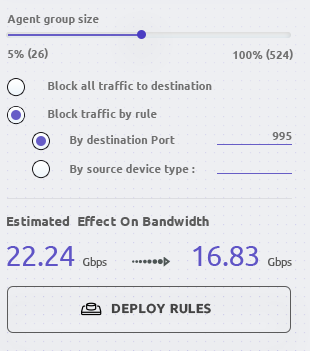 Agent group size
5% (26) 100% (524)
Block all traffic to destination
Block traffic by rule
By destination Port 995
By source device type :
Estimated Effect On Bandwidth
22.24 Gbps 16.83 Gbps
DEPLOY RULES